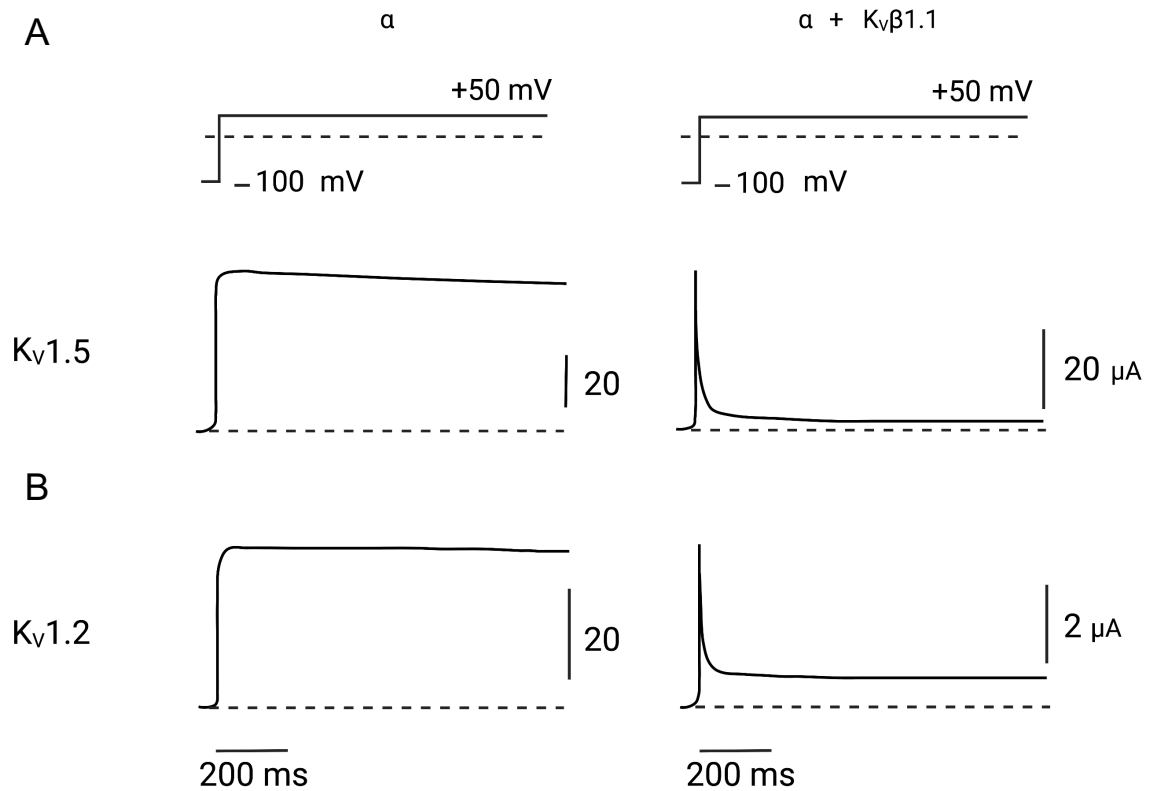 A
α
α + Kᵥβ1.1
+50 mV
+50 mV
–100 mV
–100 mV
Kᵥ1.5
20
20 µA
B
Kᵥ1.2
20
2 µA
200 ms
200 ms